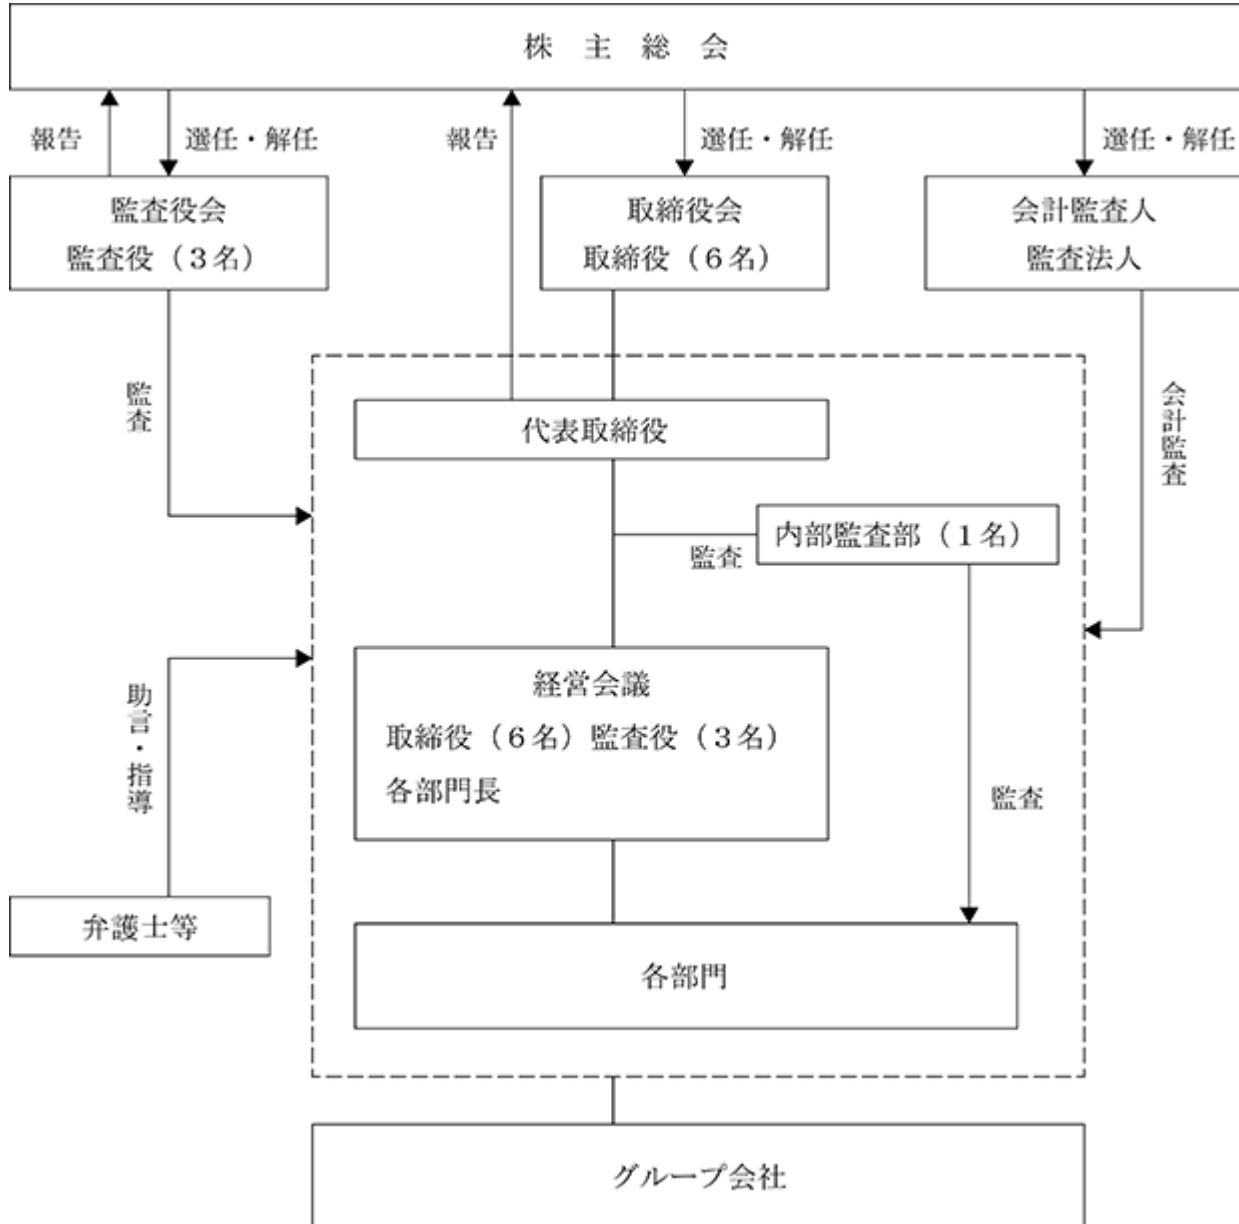 株 主 総 会
報告
選任・解任
報告
選任・解任
選任・解任
監査役会
監査役（３名）
取締役会
取締役（６名）
会計監査人
監査法人
監査
会計監査
代表取締役
内部監査部（１名）
監査
経営会議
取締役（６名）監査役（３名）
各部門長
助言・指導
監査
弁護士等
各部門
グループ会社